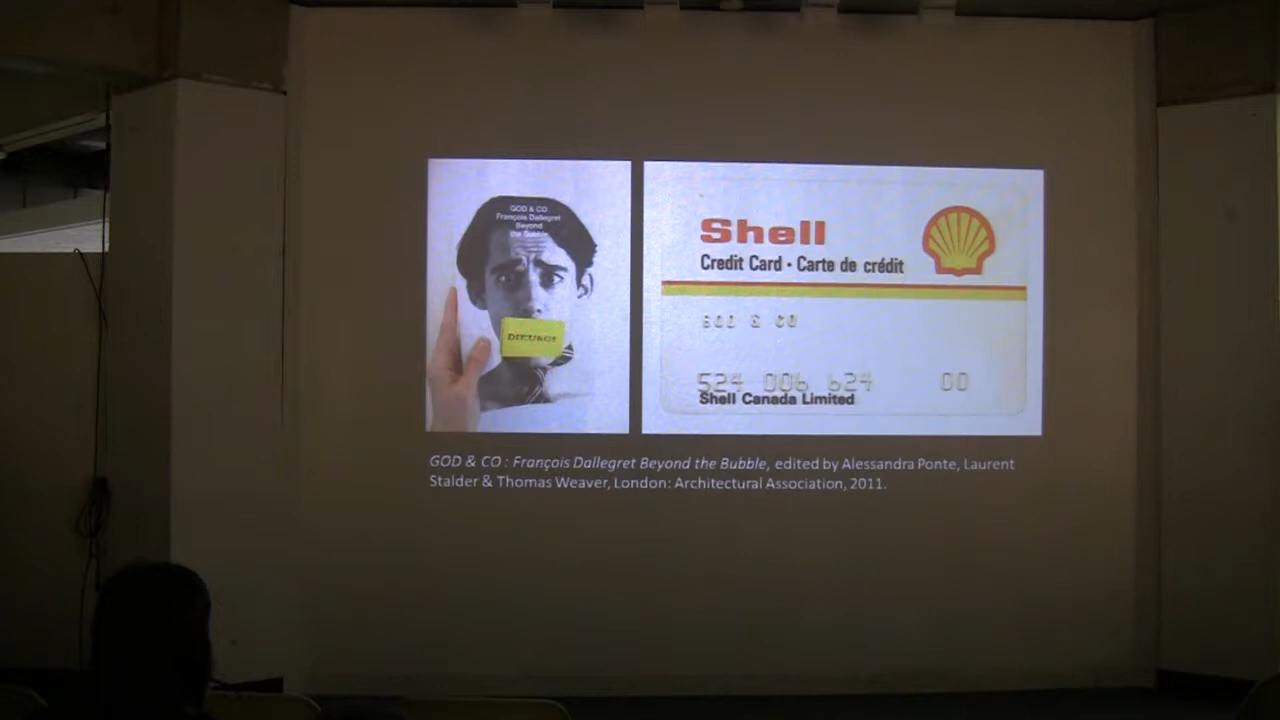 GOD & CO
François Dallegret
Beyond
the Bubble
Shell
Credit Card • Carte de crédit
GOD & CO
524 006 624 00
Shell Canada Limited
GOD & CO : François Dallegret Beyond the Bubble, edited by Alessandra Ponte, Laurent
Stalder & Thomas Weaver, London: Architectural Association, 2011.